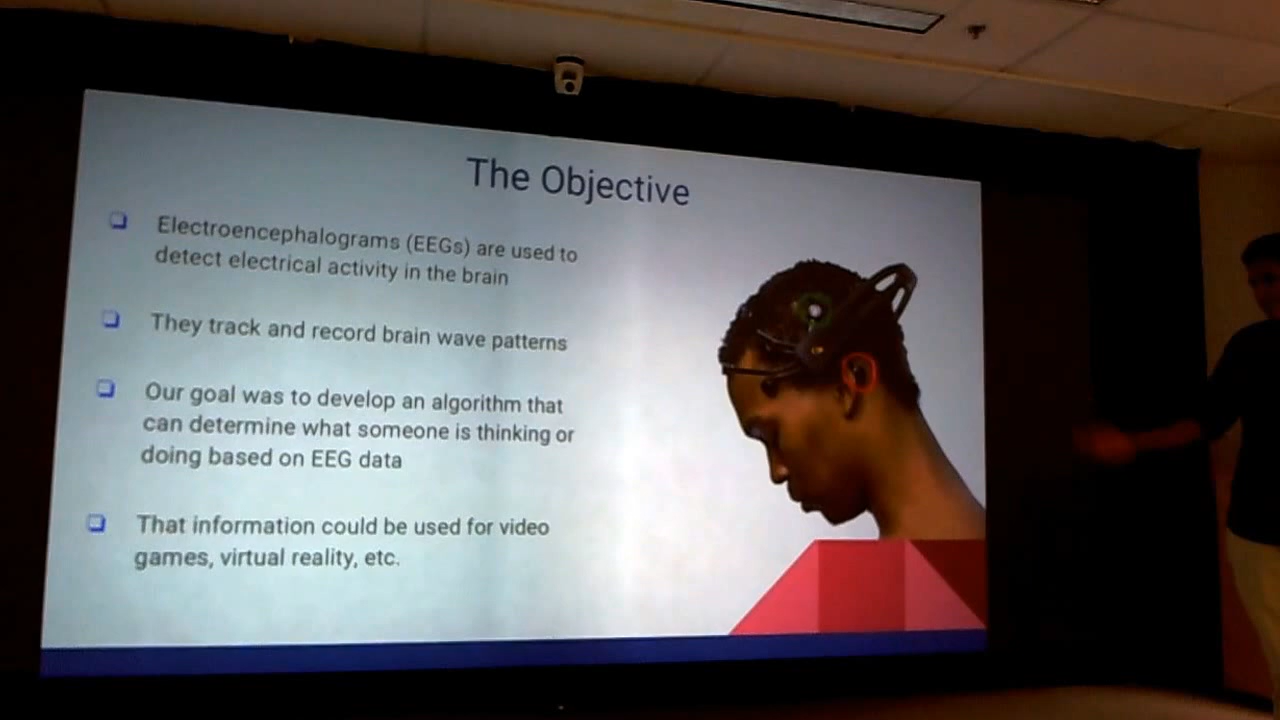 The Objective
Electroencephalograms (EEGs) are used to
detect electrical activity in the brain
They track and record brain wave patterns
Our goal was to develop an algorithm that
can determine what someone is thinking or
doing based on EEG data
That information could be used for video
games, virtual reality, etc.